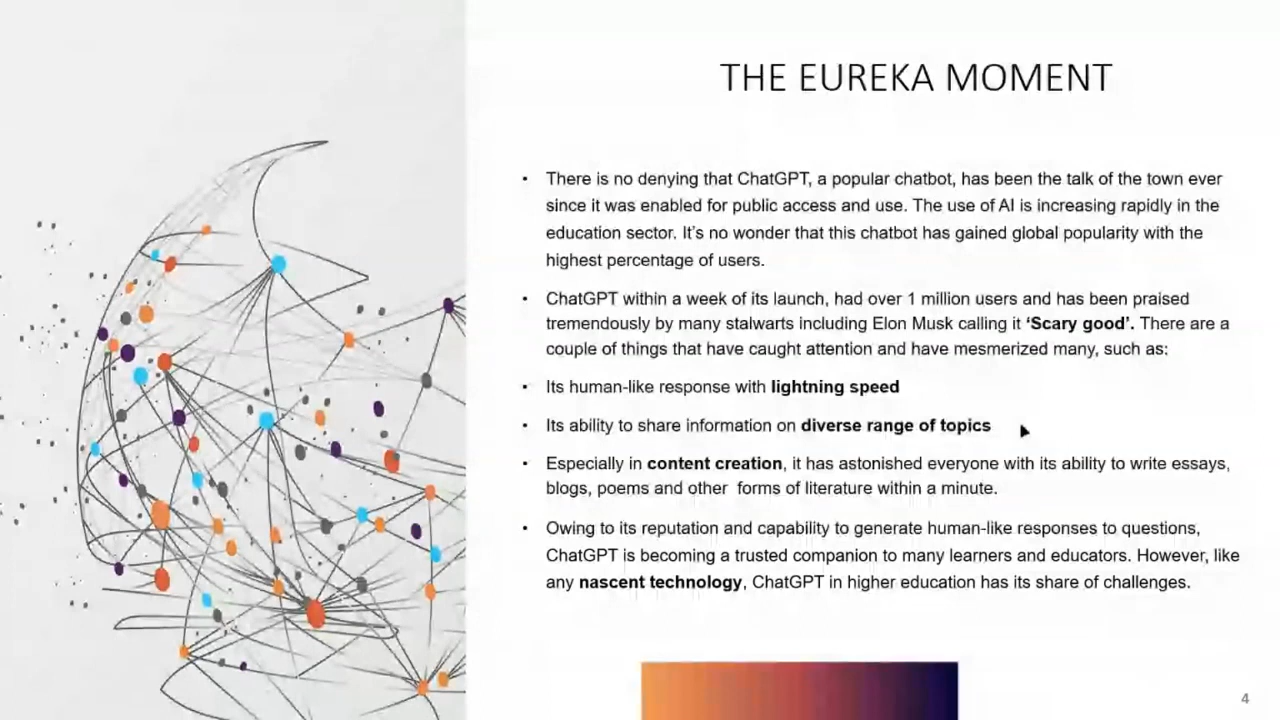 THE EUREKA MOMENT
• There is no denying that ChatGPT, a popular chatbot, has been the talk of the town ever
since it was enabled for public access and use. The use of AI is increasing rapidly in the
education sector. It’s no wonder that this chatbot has gained global popularity with the
highest percentage of users.
• ChatGPT within a week of its launch, had over 1 million users and has been praised
tremendously by many stalwarts including Elon Musk calling it ‘Scary good’. There are a
couple of things that have caught attention and have mesmerized many, such as:
• Its human-like response with lightning speed
• Its ability to share information on diverse range of topics
• Especially in content creation, it has astonished everyone with its ability to write essays,
blogs, poems and other forms of literature within a minute.
• Owing to its reputation and capability to generate human-like responses to questions,
ChatGPT is becoming a trusted companion to many learners and educators. However, like
any nascent technology, ChatGPT in higher education has its share of challenges.
4